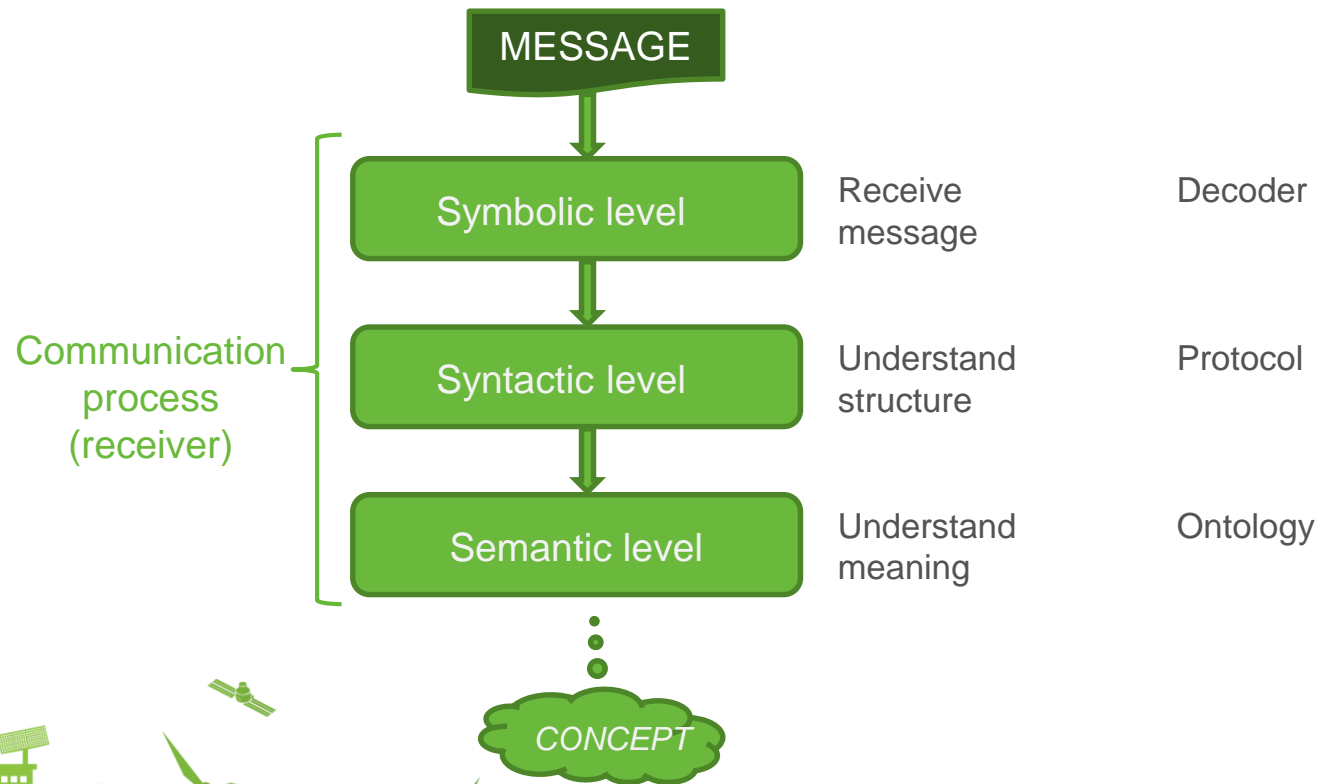 MESSAGE
Symbolic level
Receive
message
Decoder
Communication
process
(receiver)
Syntactic level
Understand
structure
Protocol
Semantic level
Understand
meaning
Ontology
CONCEPT